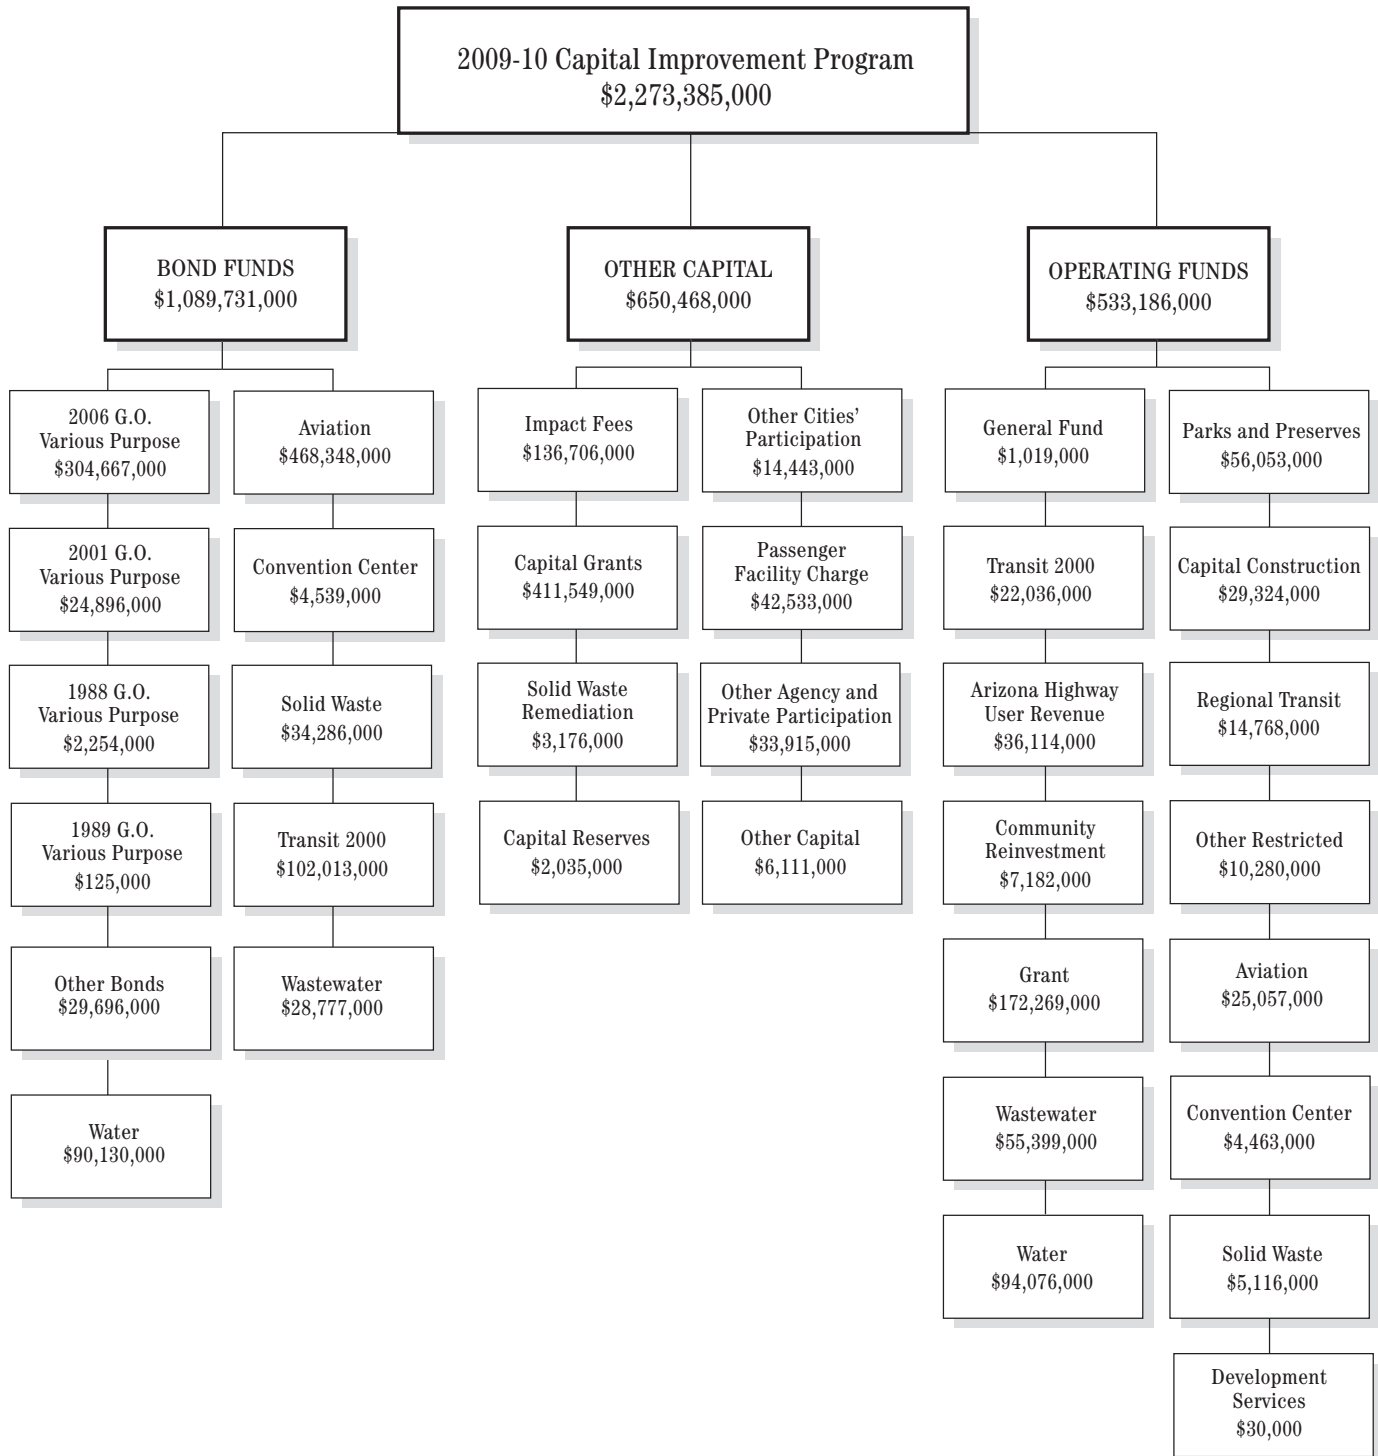 2009-10 Capital Improvement Program
$2,273,385,000
BOND FUNDS
$1,089,731,000
2006 G.O.
Various Purpose
$304,667,000
2001 G.O.
Various Purpose
$24,896,000
1988 G.O.
Various Purpose
$2,254,000
1989 G.O.
Various Purpose
$125,000
Other Bonds
$29,696,000
Water
$90,130,000
Aviation
$468,348,000
Convention Center
$4,539,000
Solid Waste
$34,286,000
Transit 2000
$102,013,000
Wastewater
$28,777,000
OTHER CAPITAL
$650,468,000
Impact Fees
$136,706,000
Capital Grants
$411,549,000
Solid Waste
Remediation
$3,176,000
Capital Reserves
$2,035,000
Other Cities’
Participation
$14,443,000
Passenger
Facility Charge
$42,533,000
Other Agency and
Private Participation
$33,915,000
Other Capital
$6,111,000
OPERATING FUNDS
$533,186,000
General Fund
$1,019,000
Transit 2000
$22,036,000
Arizona Highway
User Revenue
$36,114,000
Community
Reinvestment
$7,182,000
Grant
$172,269,000
Wastewater
$55,399,000
Water
$94,076,000
Parks and Preserves
$56,053,000
Capital Construction
$29,324,000
Regional Transit
$14,768,000
Other Restricted
$10,280,000
Aviation
$25,057,000
Convention Center
$4,463,000
Solid Waste
$5,116,000
Development
Services
$30,000